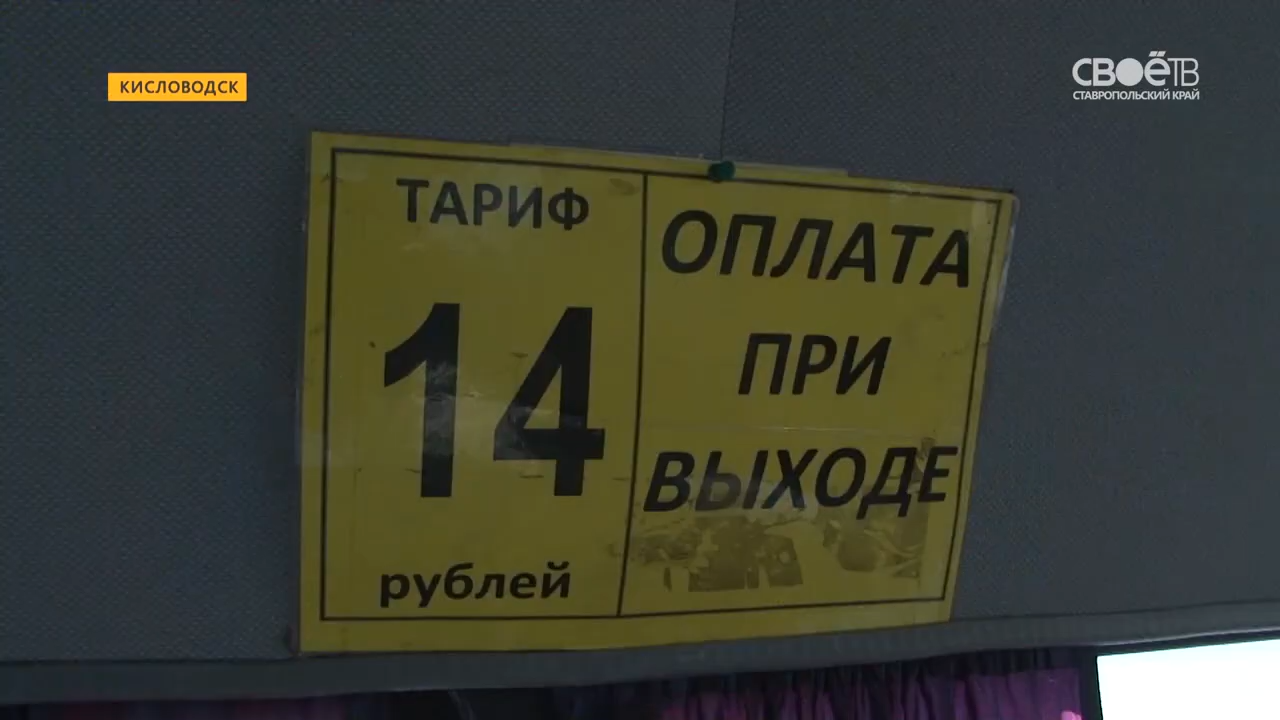 КИСЛОВОДСК
СВОЁТВ
СТАВРОПОЛЬСКИЙ КРАЙ
ТАРИФ
14
рублей
ОПЛАТА
ПРИ
ВЫХОДЕ